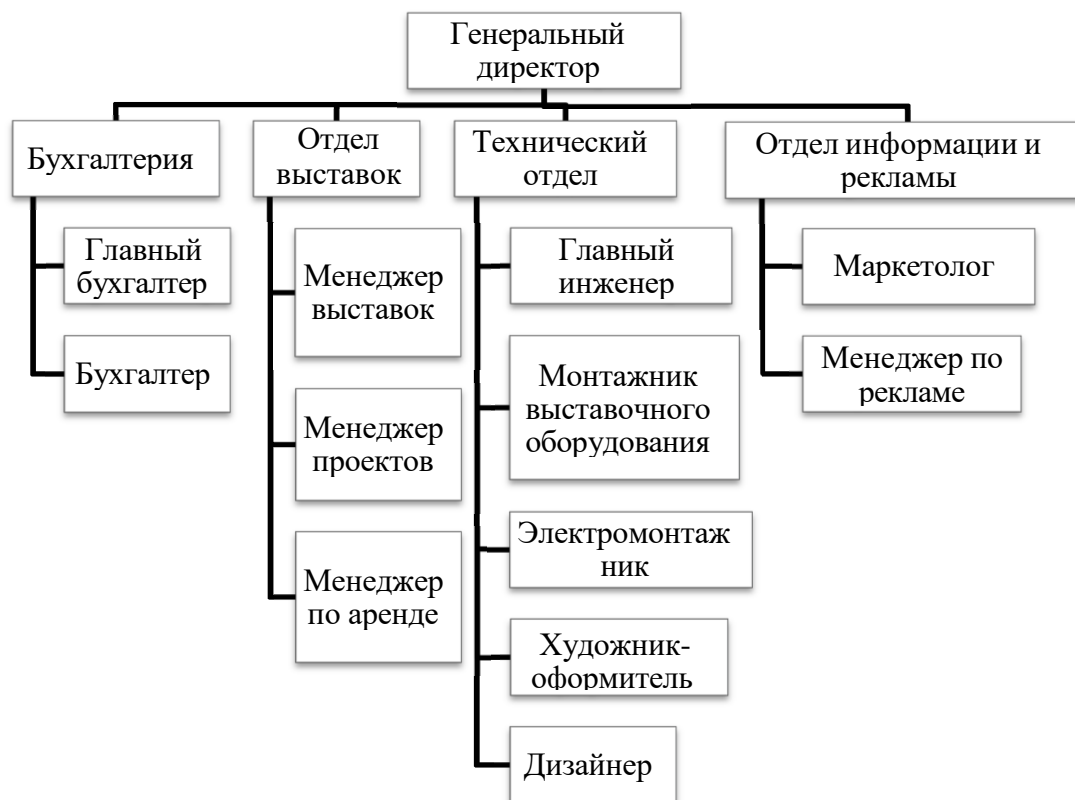 Генеральный
директор
Бухгалтерия
Отдел
выставок
Технический
отдел
Отдел информации и
рекламы
Главный
бухгалтер
Бухгалтер
Менеджер
выставок
Менеджер
проектов
Менеджер
по аренде
Главный
инженер
Монтажник
выставочного
оборудования
Электромонтаж
ник
Художник-
оформитель
Дизайнер
Маркетолог
Менеджер по
рекламе